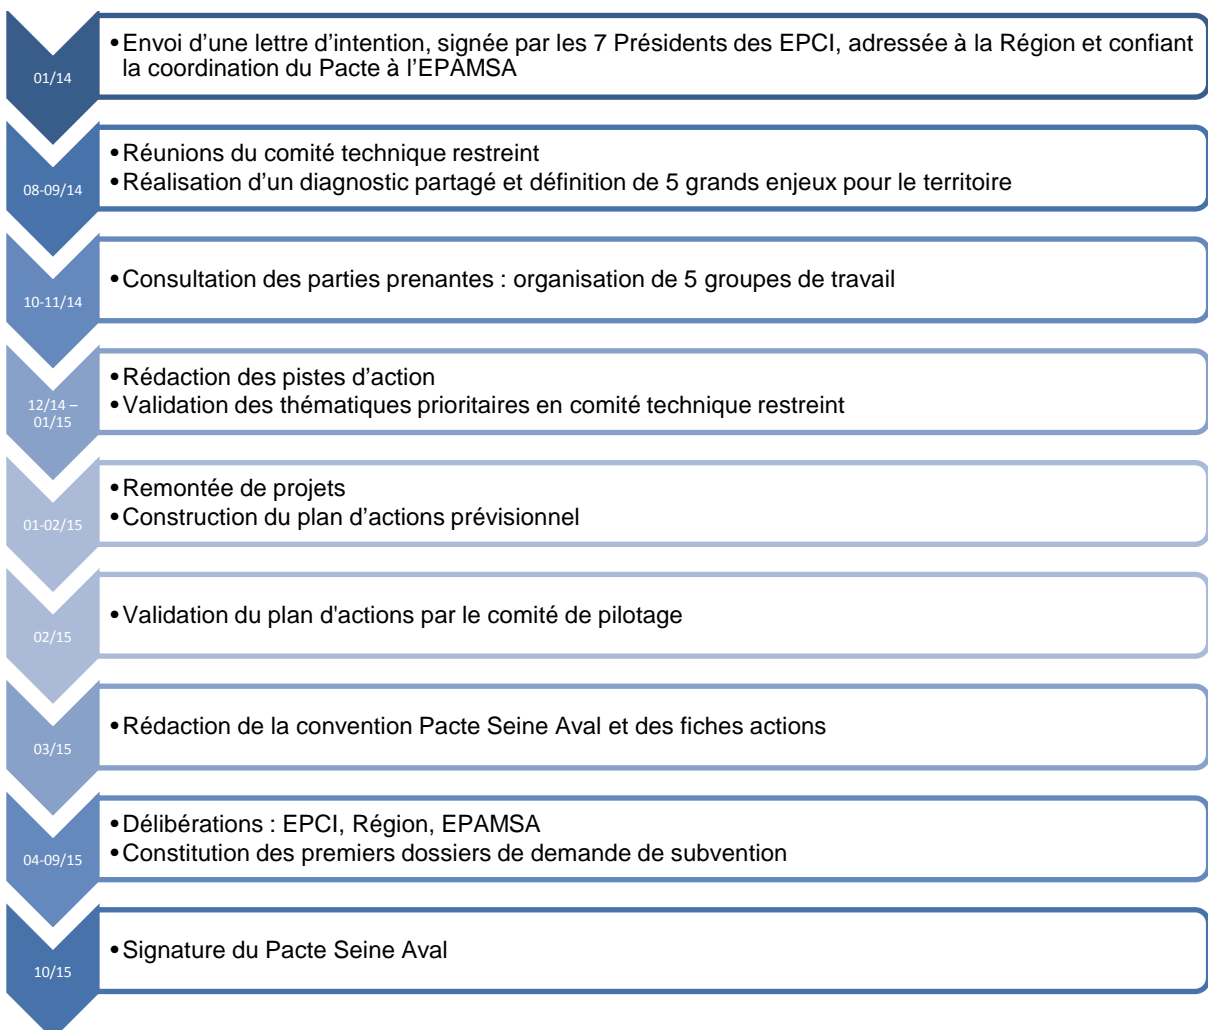 01/14
•Envoi d’une lettre d’intention, signée par les 7 Présidents des EPCI, adressée à la Région et confiant
la coordination du Pacte à l’EPAMSA
08-09/14
•Réunions du comité technique restreint
•Réalisation d’un diagnostic partagé et définition de 5 grands enjeux pour le territoire
10-11/14
•Consultation des parties prenantes : organisation de 5 groupes de travail
12/14 –
01/15
•Rédaction des pistes d’action
•Validation des thématiques prioritaires en comité technique restreint
01-02/15
•Remontée de projets
•Construction du plan d’actions prévisionnel
02/15
•Validation du plan d'actions par le comité de pilotage
03/15
•Rédaction de la convention Pacte Seine Aval et des fiches actions
04-09/15
•Délibérations : EPCI, Région, EPAMSA
•Constitution des premiers dossiers de demande de subvention
10/15
•Signature du Pacte Seine Aval